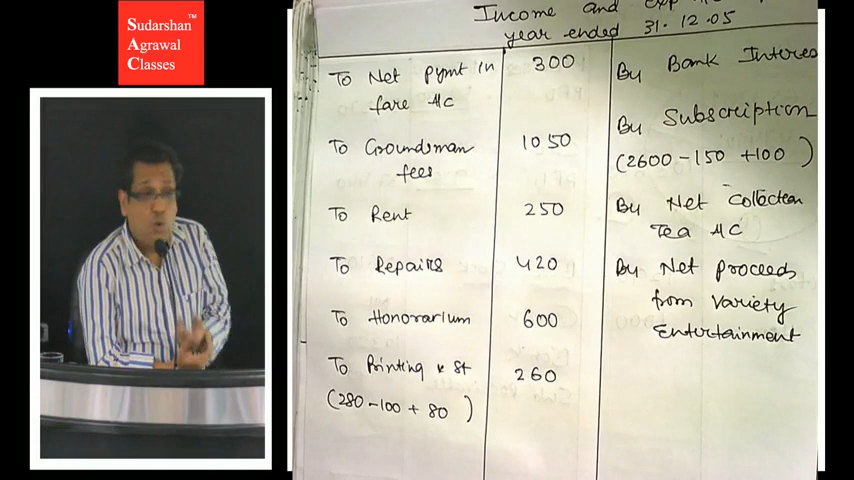 Sudarshan™
Agrawal
Classes
S
A
C
Income and Exp
year ended 31.12.05
To Net pymt in 300
fare A/c
To Groundsman 1050
fees
To Rent 250
To Repairs 420
To Honorarium 600
To Printing & St 260
(280 - 100 + 80)
By Bank Interes
By Subscription
(2600 - 150 + 100)
By Net Collection
Tea A/c
By Net proceeds
from Variety
Entertainment